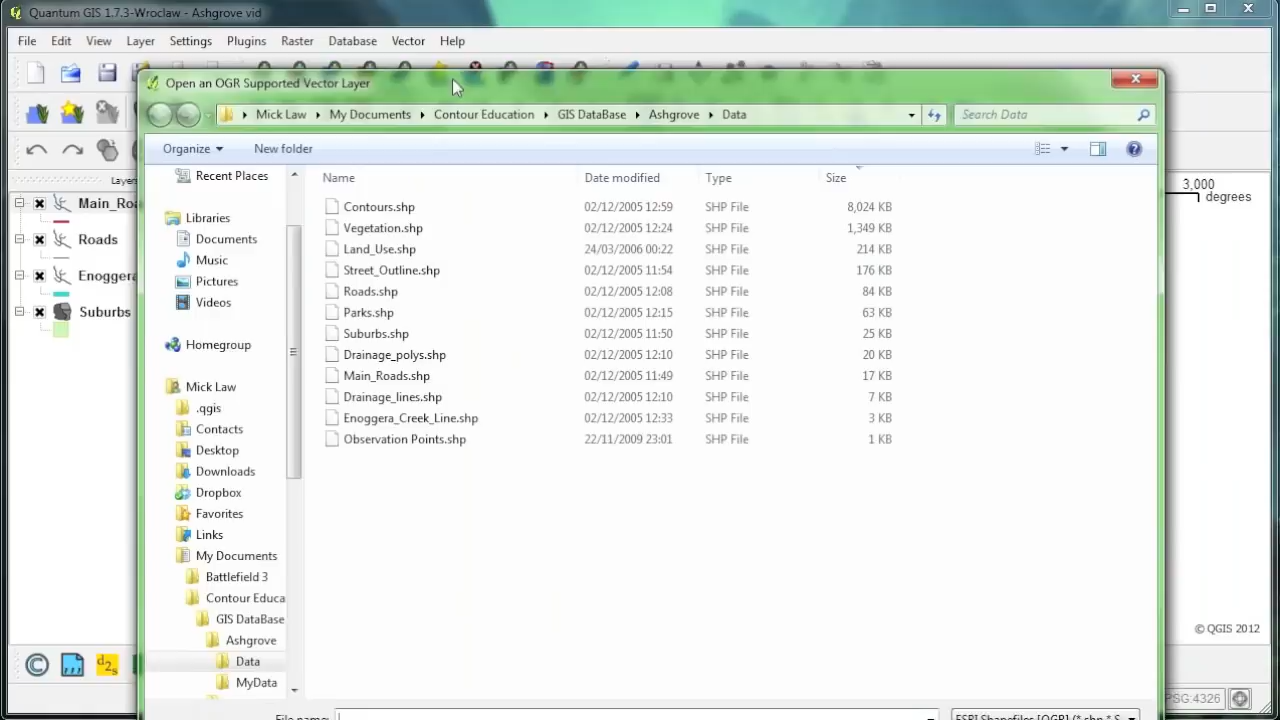 Quantum GIS 1.7.3-Wroclaw - Ashgrove vid
File Edit View Layer Settings Plugins Raster Database Vector Help
Open an OGR Supported Vector Layer
Mick Law My Documents Contour Education GIS DataBase Ashgrove Data Search Data
Organize New folder
Name Date modified Type Size
Contours.shp 02/12/2005 12:59 SHP File 8,024 KB
Vegetation.shp 02/12/2005 12:24 SHP File 1,349 KB
Land_Use.shp 24/03/2006 00:22 SHP File 214 KB
Street_Outline.shp 02/12/2005 11:54 SHP File 176 KB
Roads.shp 02/12/2005 12:08 SHP File 84 KB
Parks.shp 02/12/2005 12:15 SHP File 63 KB
Suburbs.shp 02/12/2005 11:50 SHP File 25 KB
Drainage_polys.shp 02/12/2005 12:10 SHP File 20 KB
Main_Roads.shp 02/12/2005 11:49 SHP File 17 KB
Drainage_lines.shp 02/12/2005 12:10 SHP File 7 KB
Enoggera_Creek_Line.shp 02/12/2005 12:33 SHP File 3 KB
Observation Points.shp 22/11/2009 23:01 SHP File 1 KB
Recent Places
Libraries
Documents
Music
Pictures
Videos
Homegroup
Mick Law
.qgis
Contacts
Desktop
Downloads
Dropbox
Favorites
Links
My Documents
Battlefield 3
Contour Educa
GIS DataBase
Ashgrove
Data
MyData
File name:
ESRI Shapefiles [OGR] (*.shp *.S
Layers
Main_Roa
Roads
Enoggera
Suburbs
3,000
degrees
© QGIS 2012
d2s
PSG:4326